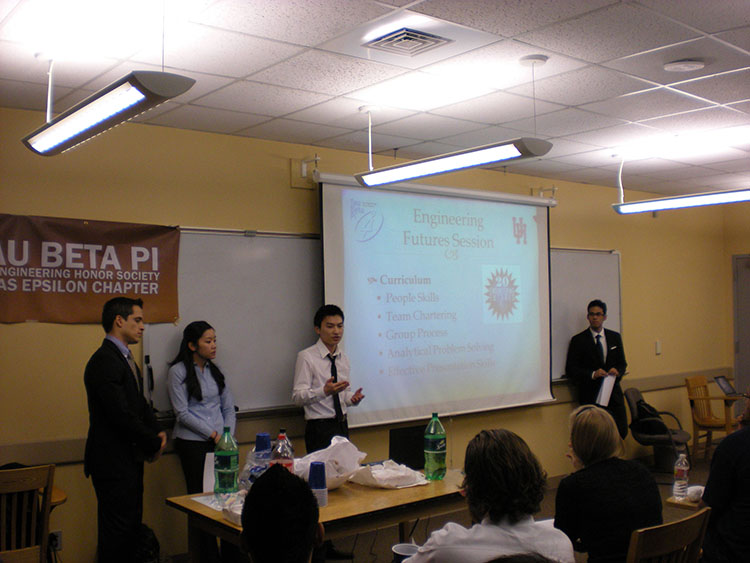 AU BETA PI
ENGINEERING HONOR SOCIETY
AS EPSILON CHAPTER
Engineering
Futures Session
UH
Curriculum
People Skills
Team Chartering
Group Process
Analytical Problem Solving
Effective Presentation Skills